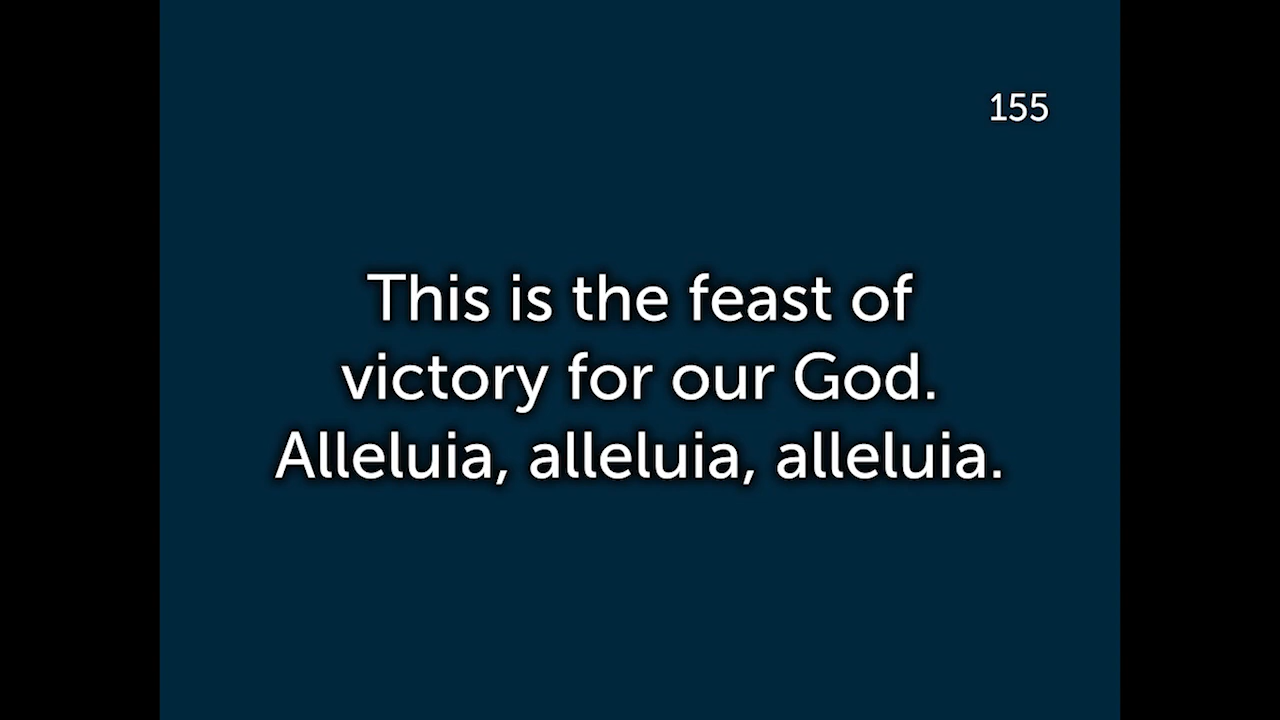 155
This is the feast of
victory for our God.
Alleluia, alleluia, alleluia.